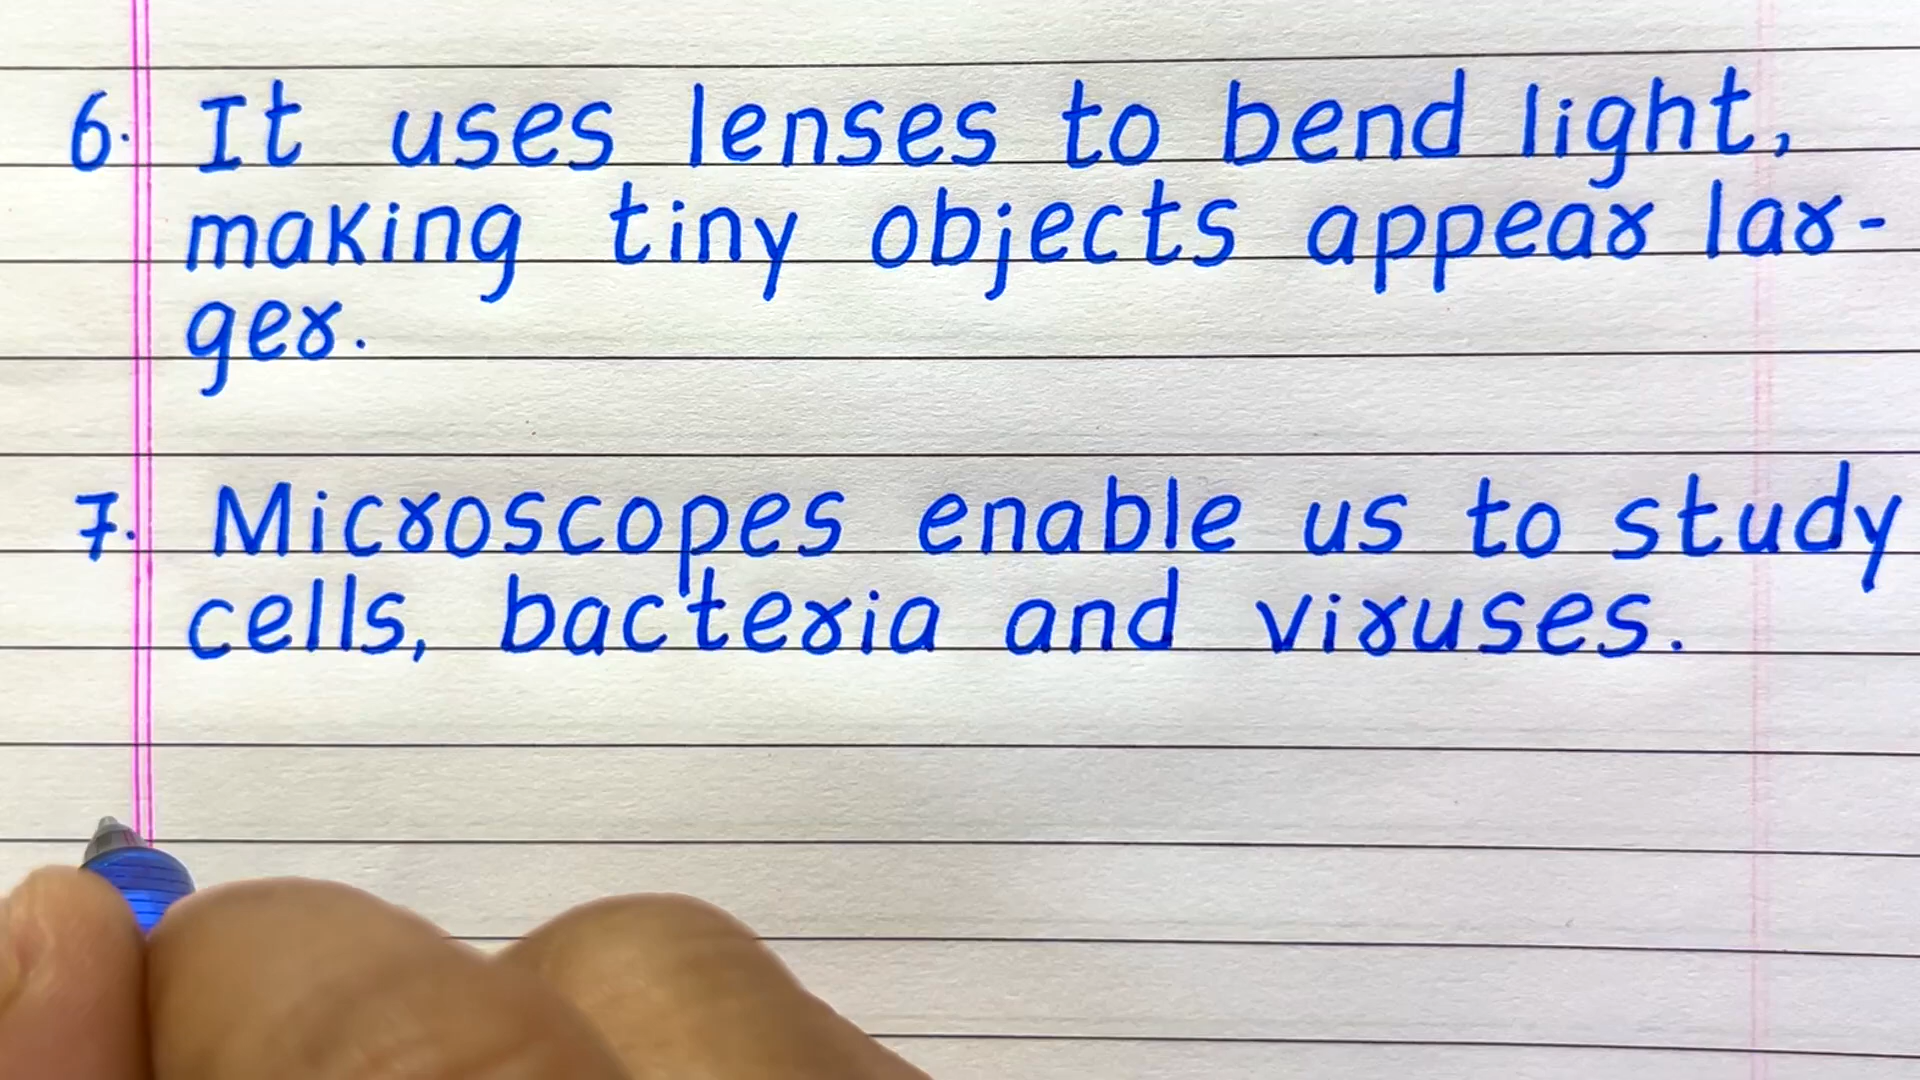 6. It uses lenses to bend light,
making tiny objects appear lar-
ger.
7. Microscopes enable us to study
cells, bacteria and viruses.